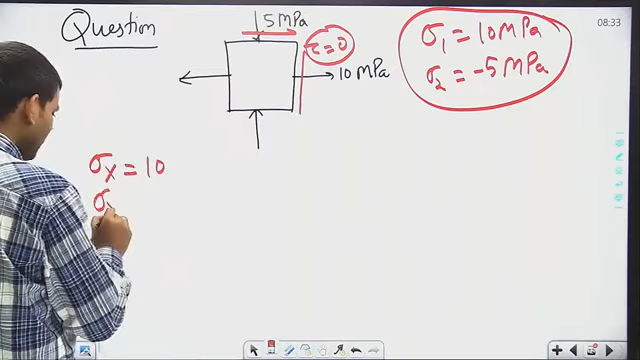 Question
5 MPa
τ = 0
10 MPa
σ₁ = 10 MPa
σ₂ = -5 MPa
σx = 10
σ
08:33